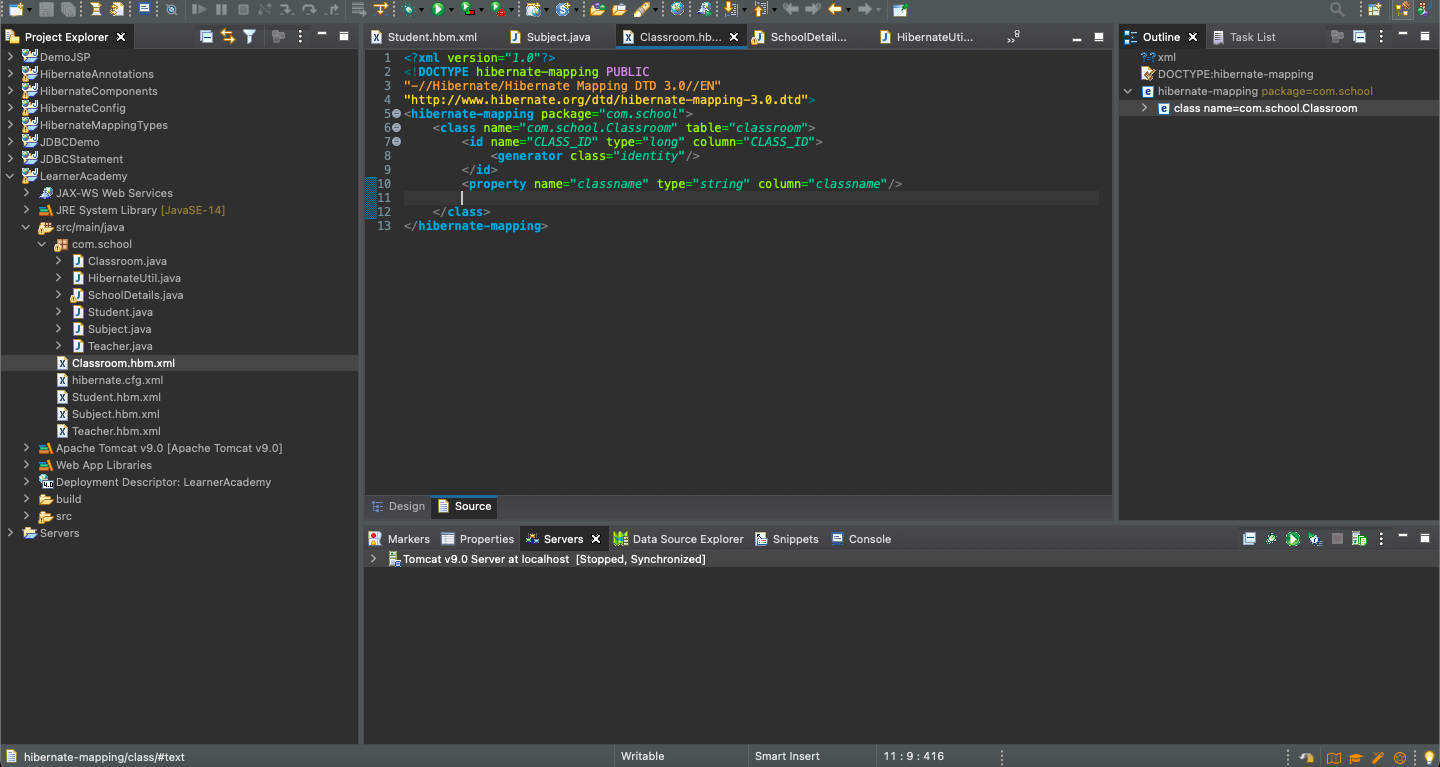 Project Explorer
DemoJSP
HibernateAnnotations
HibernateComponents
HibernateConfig
HibernateMappingTypes
JDBCDemo
JDBCStatement
LearnerAcademy
JAX-WS Web Services
JRE System Library [JavaSE-14]
src/main/java
com.school
Classroom.java
HibernateUtil.java
SchoolDetails.java
Student.java
Subject.java
Teacher.java
Classroom.hbm.xml
hibernate.cfg.xml
Student.hbm.xml
Subject.hbm.xml
Teacher.hbm.xml
Apache Tomcat v9.0 [Apache Tomcat v9.0]
Web App Libraries
Deployment Descriptor: LearnerAcademy
build
src
Servers
Student.hbm.xml Subject.java Classroom.hb... SchoolDetail... HibernateUti... »8
1 <?xml version="1.0"?>
2 <!DOCTYPE hibernate-mapping PUBLIC
3 "-//Hibernate/Hibernate Mapping DTD 3.0//EN"
4 "http://www.hibernate.org/dtd/hibernate-mapping-3.0.dtd">
5 <hibernate-mapping package="com.school">
6 <class name="com.school.Classroom" table="classroom">
7 <id name="CLASS_ID" type="long" column="CLASS_ID">
8 <generator class="identity"/>
9 </id>
10 <property name="classname" type="string" column="classname"/>
11
12 </class>
13 </hibernate-mapping>
Design Source
Outline Task List
?=? xml
DOCTYPE:hibernate-mapping
hibernate-mapping package=com.school
class name=com.school.Classroom
Markers Properties Servers Data Source Explorer Snippets Console
Tomcat v9.0 Server at localhost [Stopped, Synchronized]
hibernate-mapping/class/#text Writable Smart Insert 11 : 9 : 416